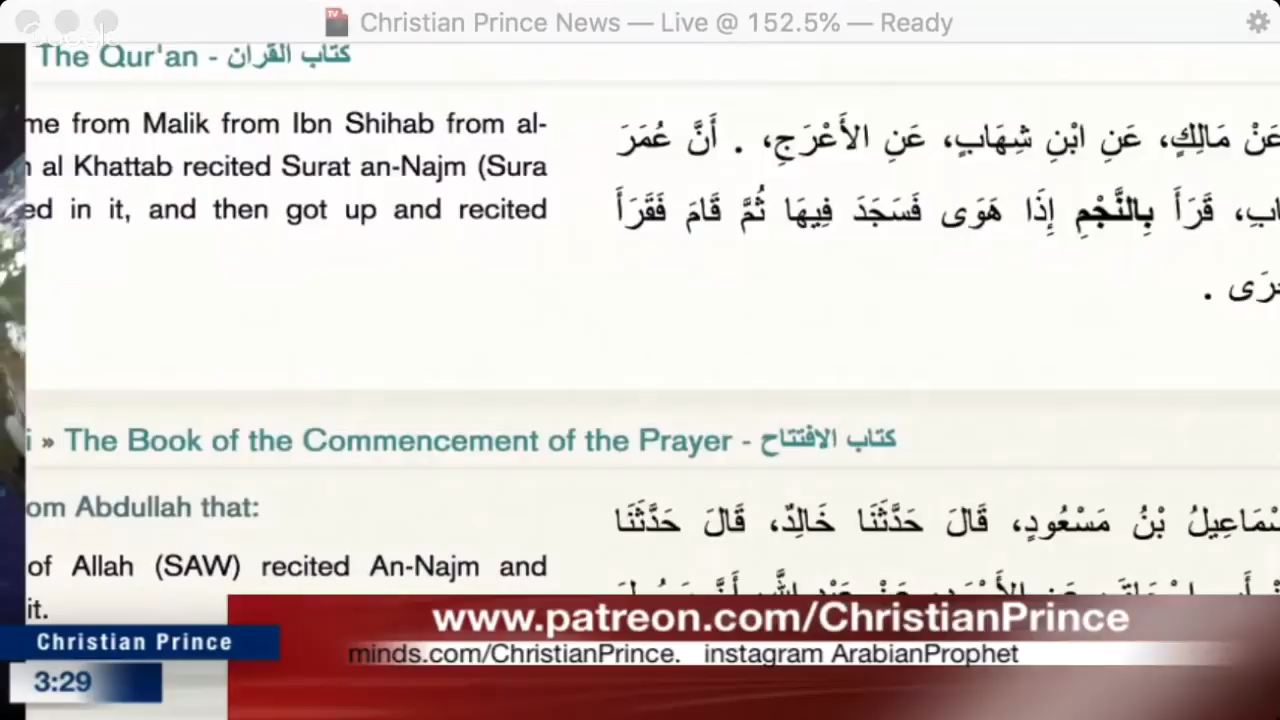 Christian Prince News — Live @ 152.5% — Ready
The Qur'an - كتاب القرآن
me from Malik from Ibn Shihab from al-
al Khattab recited Surat an-Najm (Sura
ed in it, and then got up and recited
عَنْ مَالِكٍ، عَنِ ابْنِ شِهَابٍ، عَنِ الأَعْرَجِ، . أَنَّ عُمَرَ
قَرَأَ بِالنَّجْمِ إِذَا هَوَى فَسَجَدَ فِيهَا ثُمَّ قَامَ فَقَرَأَ
i » The Book of the Commencement of the Prayer - كتاب الافتتاح
om Abdullah that:
of Allah (SAW) recited An-Najm and
it.
سْمَاعِيلُ بْنُ مَسْعُودٍ، قَالَ حَدَّثَنَا خَالِدٌ، قَالَ حَدَّثَنَا
www.patreon.com/ChristianPrince
minds.com/ChristianPrince. instagram ArabianProphet
Christian Prince
3:29